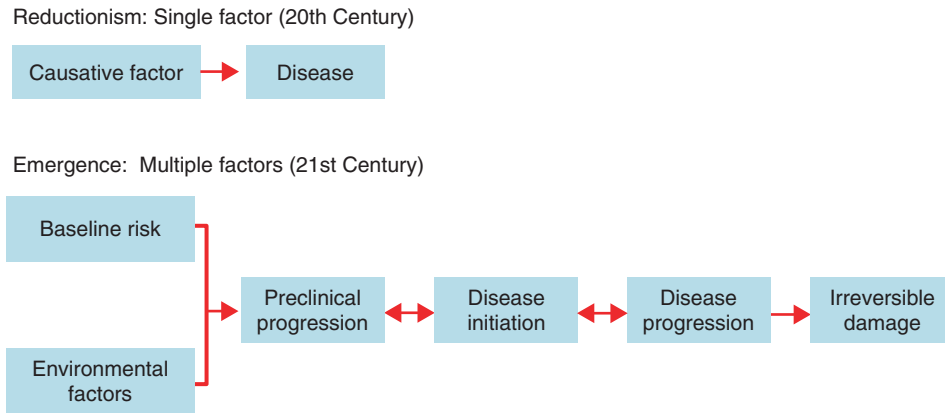 Reductionism: Single factor (20th Century)
Causative factor
Disease
Emergence:  Multiple factors (21st Century)
Baseline risk
Environmental
factors
Preclinical
progression
Disease
initiation
Disease
progression
Irreversible
damage